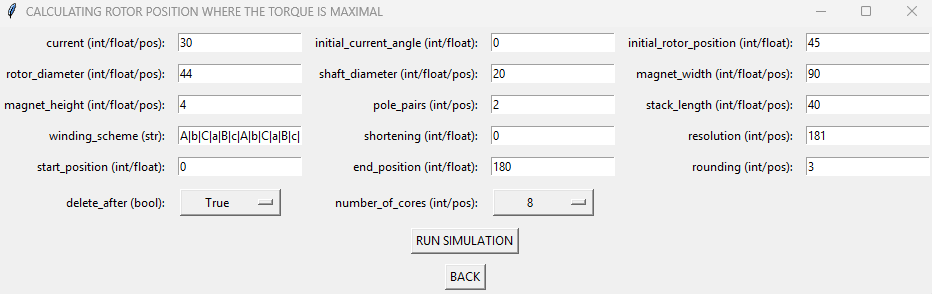 CALCULATING ROTOR POSITION WHERE THE TORQUE IS MAXIMAL
current (int/float/pos): 30 initial_current_angle (int/float): 0 initial_rotor_position (int/float): 45
rotor_diameter (int/float/pos): 44 shaft_diameter (int/float/pos): 20 magnet_width (int/float/pos): 90
magnet_height (int/float/pos): 4 pole_pairs (int/pos): 2 stack_length (int/float/pos): 40
winding_scheme (str): A|b|C|a|B|c|A|b|C|a|B|c| shortening (int/float): 0 resolution (int/pos): 181
start_position (int/float): 0 end_position (int/float): 180 rounding (int/pos): 3
delete_after (bool): True number_of_cores (int/pos): 8
RUN SIMULATION
BACK